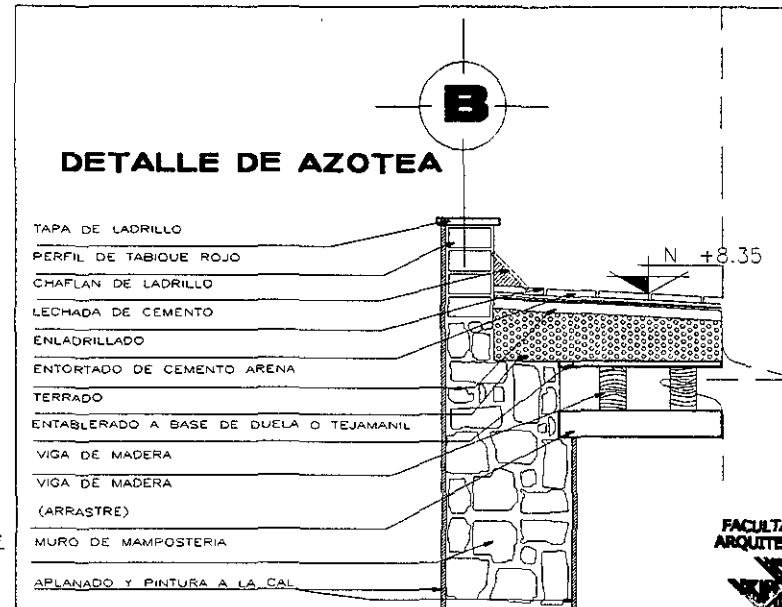 B
DETALLE DE AZOTEA
TAPA DE LADRILLO
PERFIL DE TABIQUE ROJO
CHAFLAN DE LADRILLO
LECHADA DE CEMENTO
ENLADRILLADO
ENTORTADO DE CEMENTO ARENA
TERRADO
ENTABLERADO A BASE DE DUELA O TEJAMANIL
VIGA DE MADERA
VIGA DE MADERA
(ARRASTRE)
MURO DE MAMPOSTERIA
APLANADO Y PINTURA A LA CAL
N +8.35